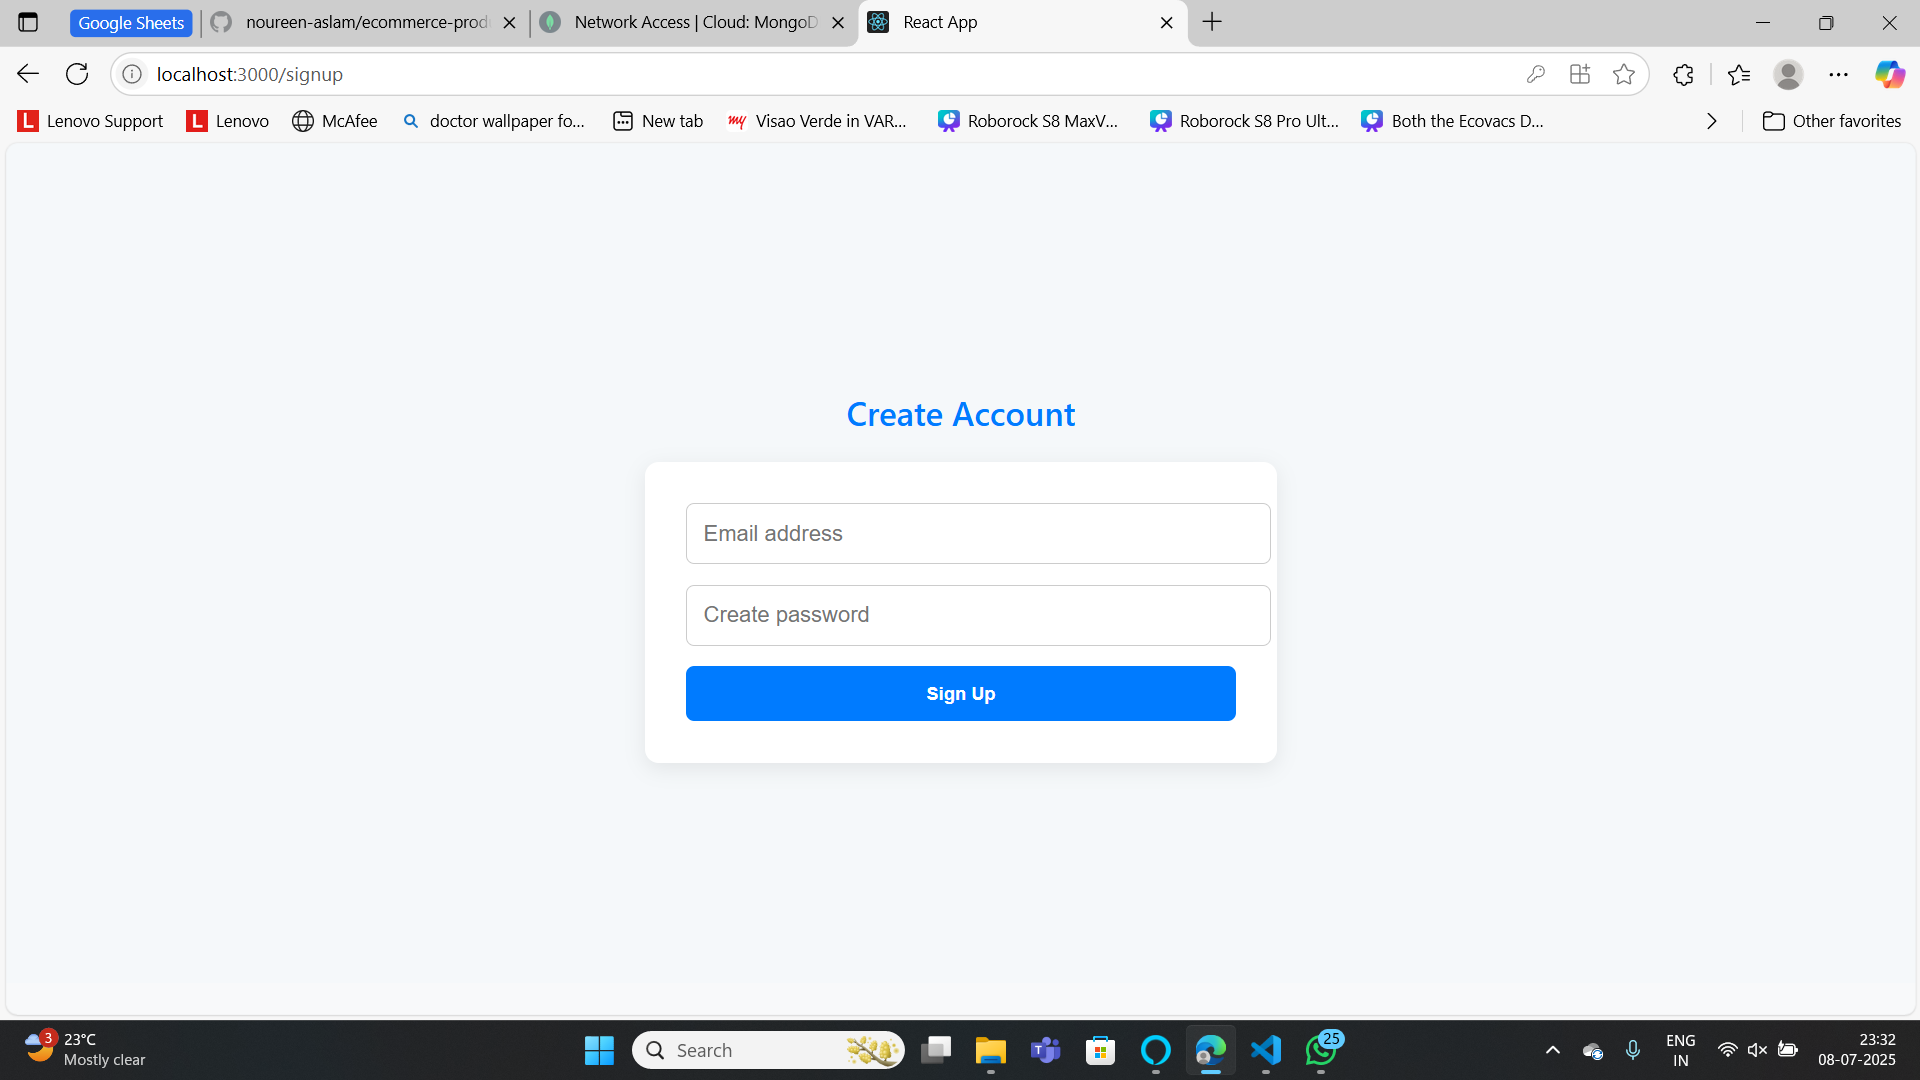 Google Sheets
noureen-aslam/ecommerce-prod
Network Access | Cloud: MongoD
React App
localhost:3000/signup
Lenovo Support
Lenovo
McAfee
doctor wallpaper fo...
New tab
my
Visao Verde in VAR...
Roborock S8 MaxV...
Roborock S8 Pro Ult...
Both the Ecovacs D...
Other favorites
Create Account
Email address
Create password
Sign Up
3
23°C
Mostly clear
Search
25
ENG
IN
23:32
08-07-2025